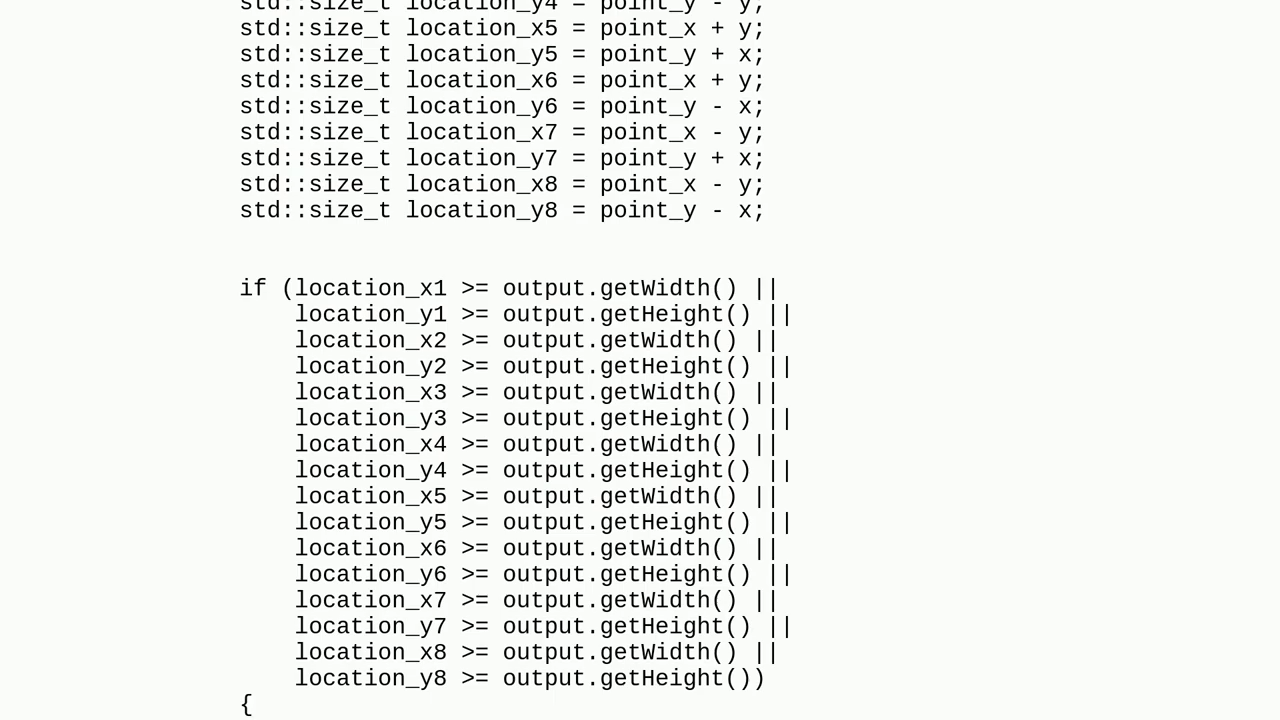 std::size_t location_y4 = point_y - y;
std::size_t location_x5 = point_x + y;
std::size_t location_y5 = point_y + x;
std::size_t location_x6 = point_x + y;
std::size_t location_y6 = point_y - x;
std::size_t location_x7 = point_x - y;
std::size_t location_y7 = point_y + x;
std::size_t location_x8 = point_x - y;
std::size_t location_y8 = point_y - x;
if (location_x1 >= output.getWidth() ||
location_y1 >= output.getHeight() ||
location_x2 >= output.getWidth() ||
location_y2 >= output.getHeight() ||
location_x3 >= output.getWidth() ||
location_y3 >= output.getHeight() ||
location_x4 >= output.getWidth() ||
location_y4 >= output.getHeight() ||
location_x5 >= output.getWidth() ||
location_y5 >= output.getHeight() ||
location_x6 >= output.getWidth() ||
location_y6 >= output.getHeight() ||
location_x7 >= output.getWidth() ||
location_y7 >= output.getHeight() ||
location_x8 >= output.getWidth() ||
location_y8 >= output.getHeight())
{